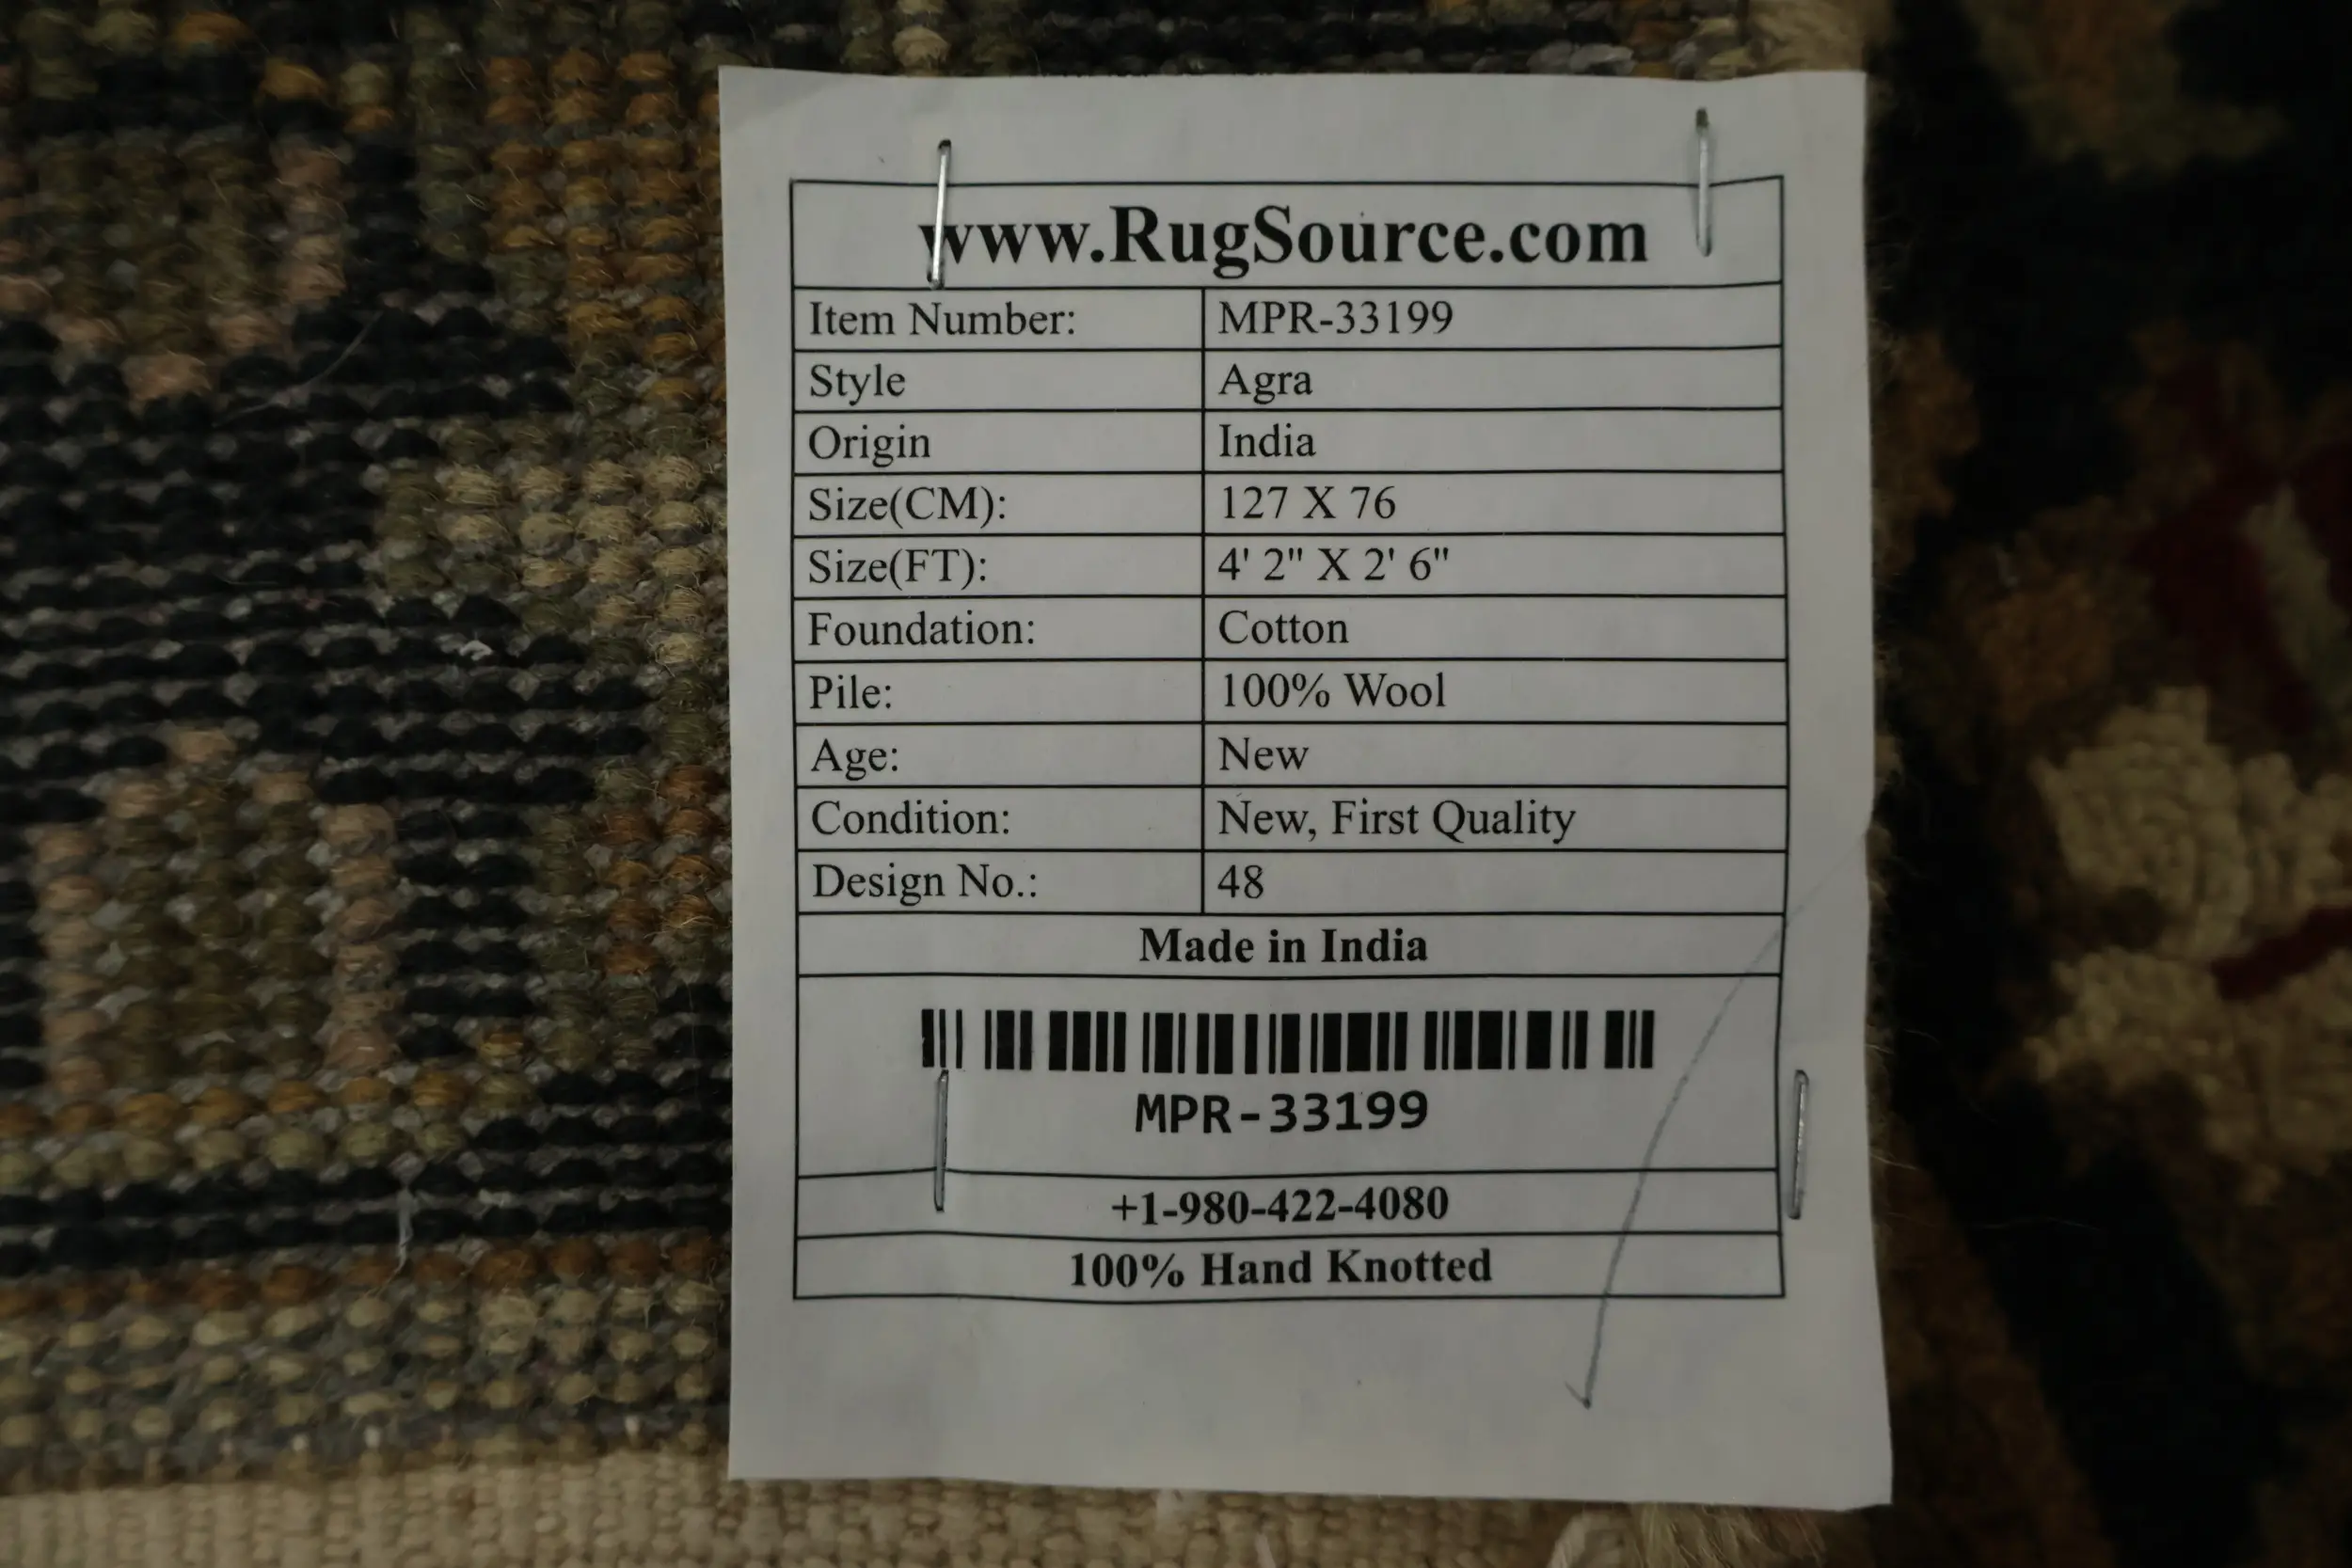 www.RugSource.com
Item Number: MPR-33199
Style Agra
Origin India
Size(CM): 127 X 76
Size(FT): 4' 2" X 2' 6"
Foundation: Cotton
Pile: 100% Wool
Age: New
Condition: New, First Quality
Design No.: 48
Made in India
MPR-33199
+1-980-422-4080
100% Hand Knotted